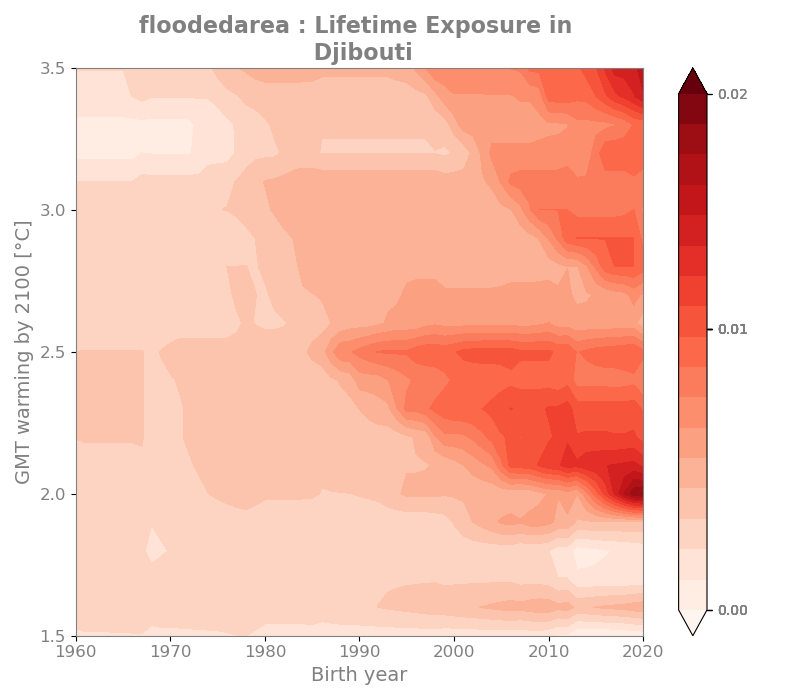 floodedarea : Lifetime Exposure in
Djibouti
3.5
3.0
2.5
2.0
1.5
GMT warming by 2100 [°C]
1960 1970 1980 1990 2000 2010 2020
Birth year
0.02
0.01
0.00